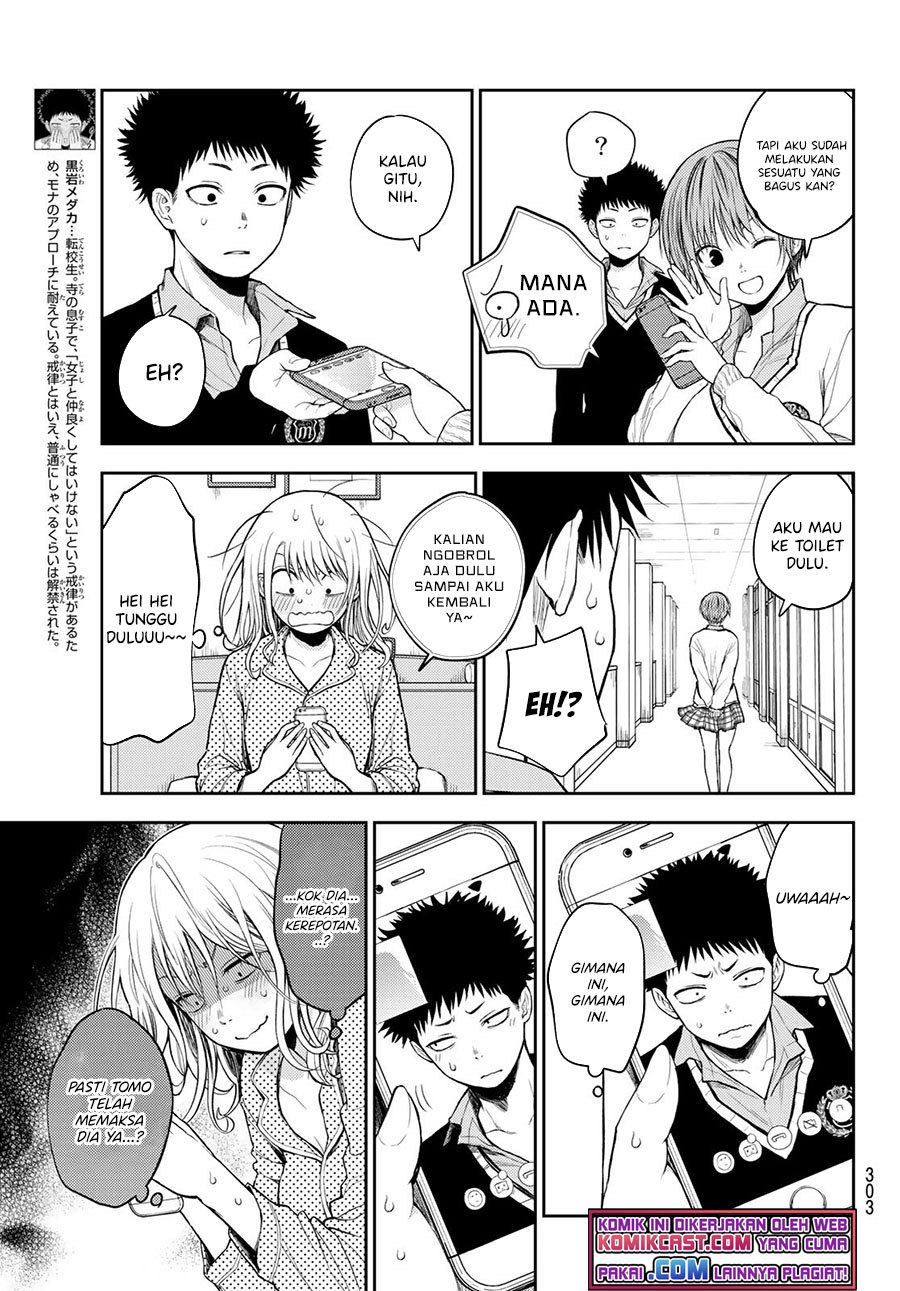 TAPI AKU SUDAH
MELAKUKAN
SESUATU YANG
BAGUS KAN?
?
MANA
ADA.
KALAU
GITU,
NIH.
EH?
黒岩メダカ…転校生。寺の息子で、「女子と仲良くしてはいけない」という戒律があるた
め、モナのアプローチに耐えている。戒律とはいえ、普通にしゃべるくらいは解禁された。
AKU MAU
KE TOILET
DULU.
EH!?
KALIAN
NGOBROL
AJA DULU
SAMPAI AKU
KEMBALI
YA~
HEI HEI
TUNGGU
DULUUU~~
UWAAAH~
GIMANA
INI,
GIMANA
INI.
...KOK DIA...
MERASA
KEREPOTAN.
..?
PASTI TOMO
TELAH
MEMAKSA
DIA YA...?
303
KOMIK INI DIKERJAKAN OLEH WEB
KOMIKCAST.COM YANG CUMA
PAKAI .COM LAINNYA PLAGIAT!